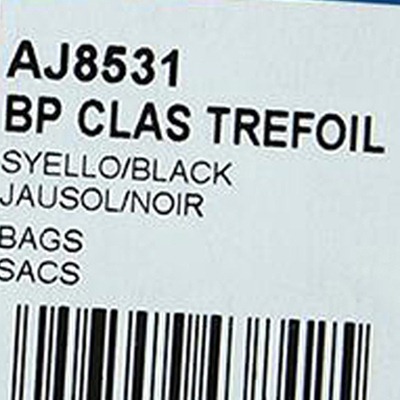 AJ8531
BP CLAS TREFOIL
SYELLO/BLACK
JAUSOL/NOIR
BAGS
SACS